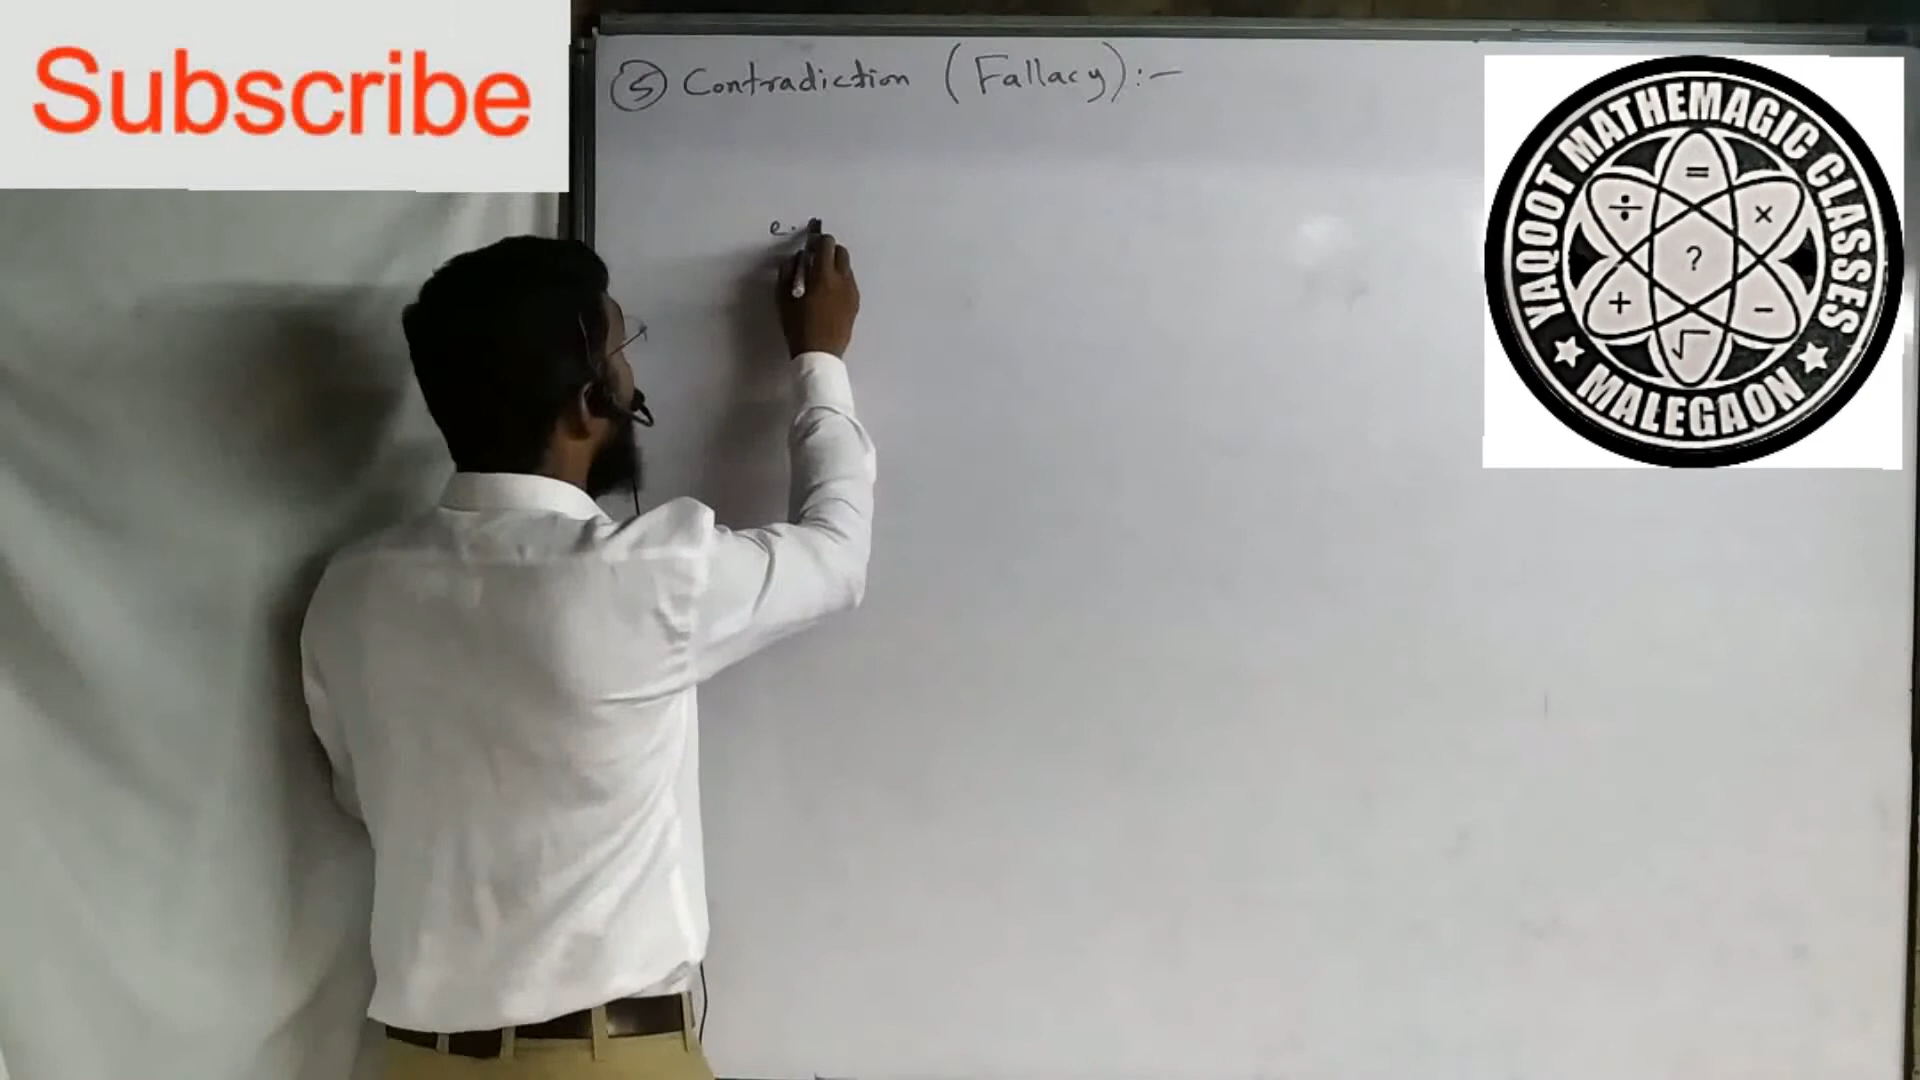 Subscribe
⑤ Contradiction (Fallacy):-
e.
YAQOOT MATHEMAGIC CLASSES
= ÷ × ? + - √
★ MALEGAON ★